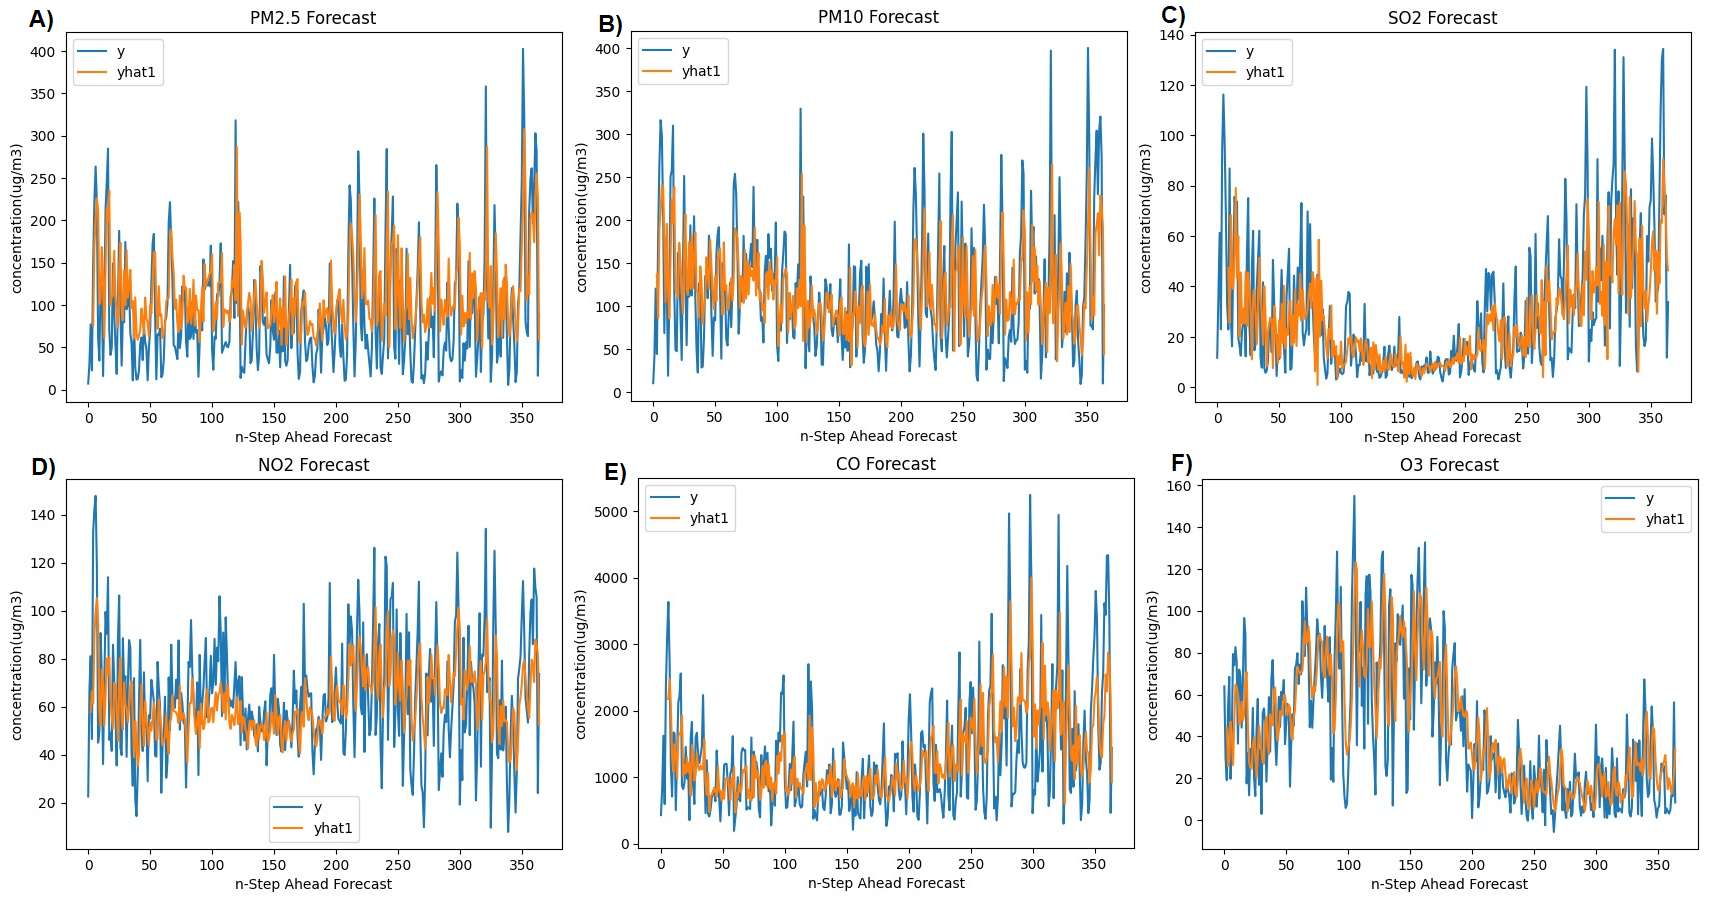 A)
PM2.5 Forecast
y
yhat1
400
350
300
250
200
150
100
50
0
concentration(ug/m3)
0 50 100 150 200 250 300 350
n-Step Ahead Forecast
B)
PM10 Forecast
y
yhat1
400
350
300
250
200
150
100
50
0
concentration(ug/m3)
0 50 100 150 200 250 300 350
n-Step Ahead Forecast
C)
SO2 Forecast
y
yhat1
140
120
100
80
60
40
20
0
concentration(ug/m3)
0 50 100 150 200 250 300 350
n-Step Ahead Forecast
D)
NO2 Forecast
140
120
100
80
60
40
20
concentration(ug/m3)
y
yhat1
0 50 100 150 200 250 300 350
n-Step Ahead Forecast
E)
CO Forecast
y
yhat1
5000
4000
3000
2000
1000
0
concentration(ug/m3)
0 50 100 150 200 250 300 350
n-Step Ahead Forecast
F)
O3 Forecast
y
yhat1
160
140
120
100
80
60
40
20
0
concentration(ug/m3)
0 50 100 150 200 250 300 350
n-Step Ahead Forecast